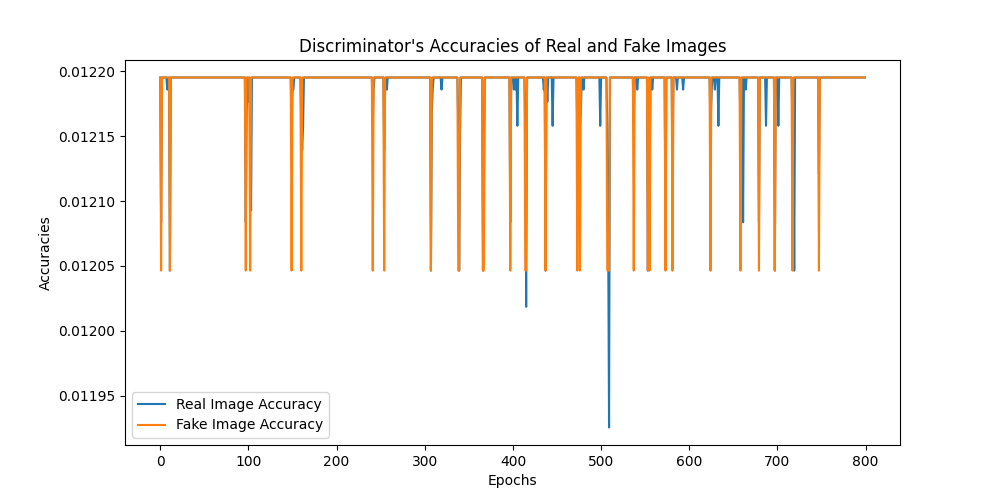 Discriminator's Accuracies of Real and Fake Images
0.01220
0.01215
0.01210
0.01205
0.01200
0.01195
Accuracies
Real Image Accuracy
Fake Image Accuracy
0 100 200 300 400 500 600 700 800
Epochs